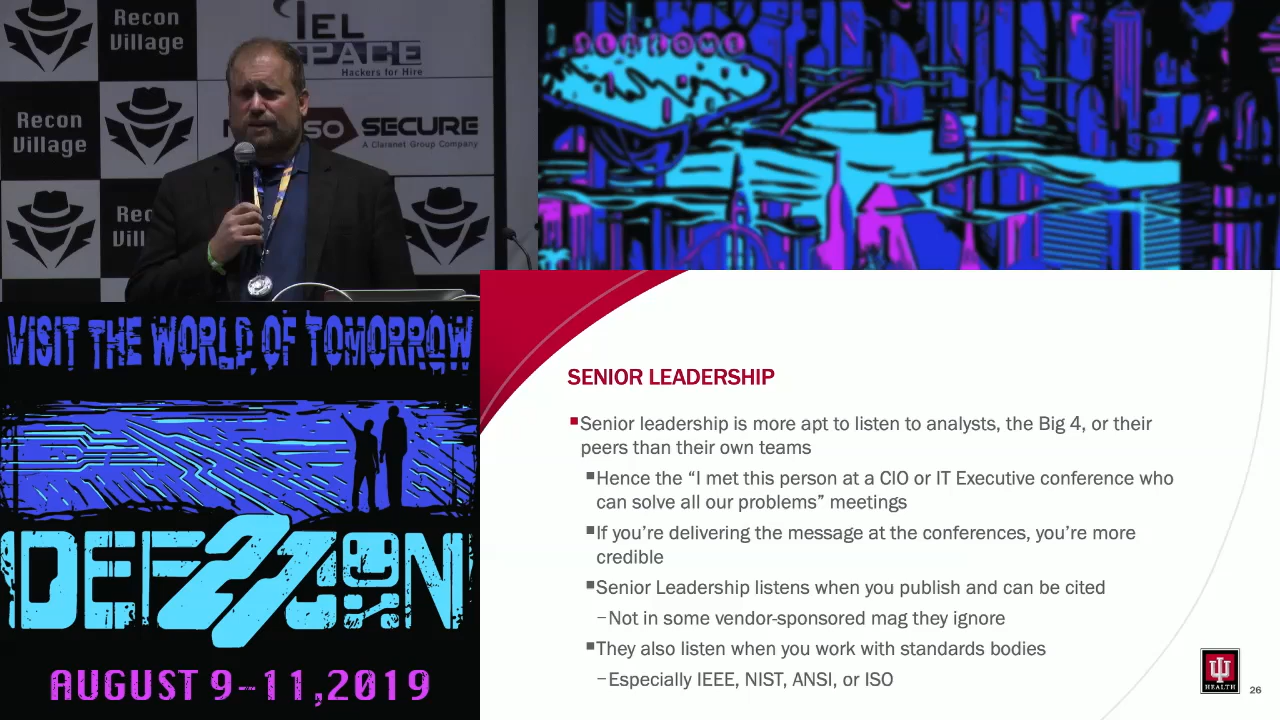 Recon
Village
Hackers for Hire
SECURE
A Claranet Group Company
Recon
Village
WELCOME
VISIT THE WORLD OF TOMORROW
DEF 27 CON
AUGUST 9-11,2019
SENIOR LEADERSHIP
Senior leadership is more apt to listen to analysts, the Big 4, or their
peers than their own teams
Hence the “I met this person at a CIO or IT Executive conference who
can solve all our problems” meetings
If you’re delivering the message at the conferences, you’re more
credible
Senior Leadership listens when you publish and can be cited
–Not in some vendor-sponsored mag they ignore
They also listen when you work with standards bodies
–Especially IEEE, NIST, ANSI, or ISO
HEALTH
26